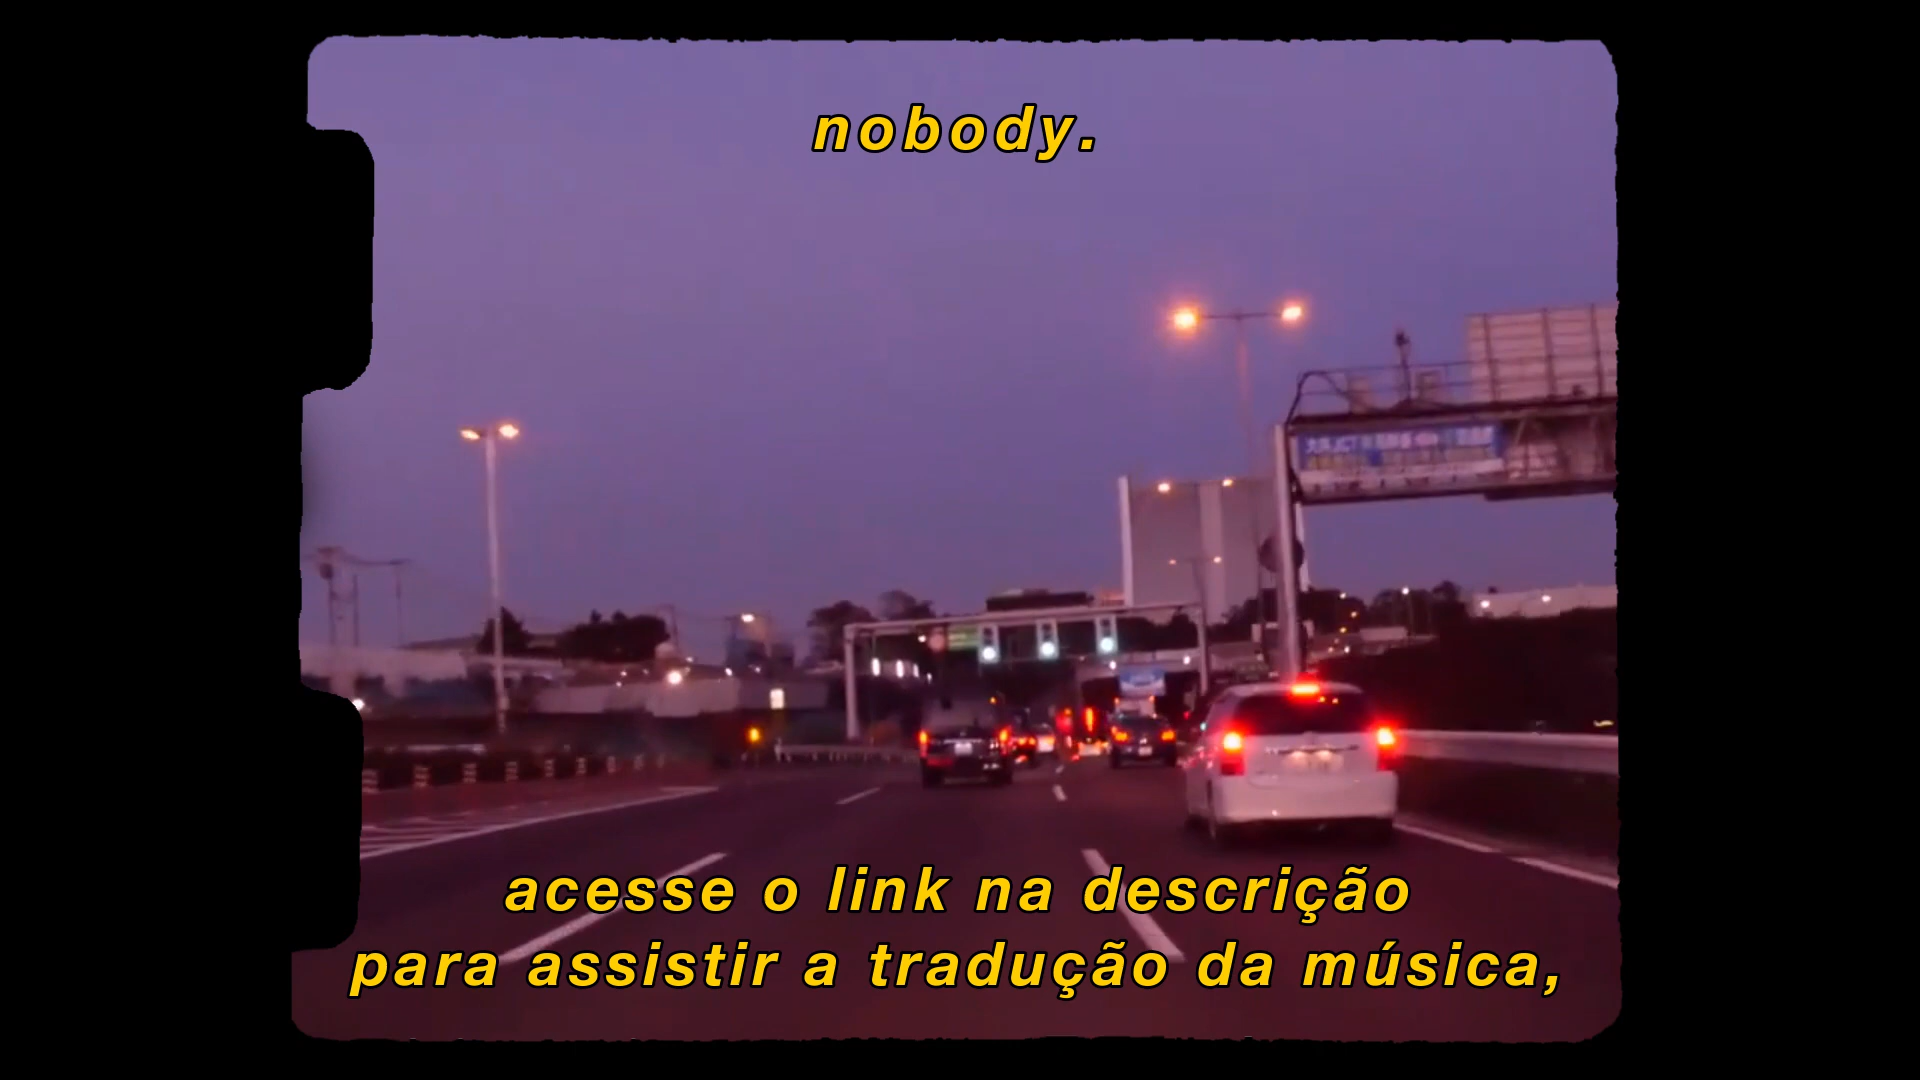 nobody.
acesse o link na descrição
para assistir a tradução da música,